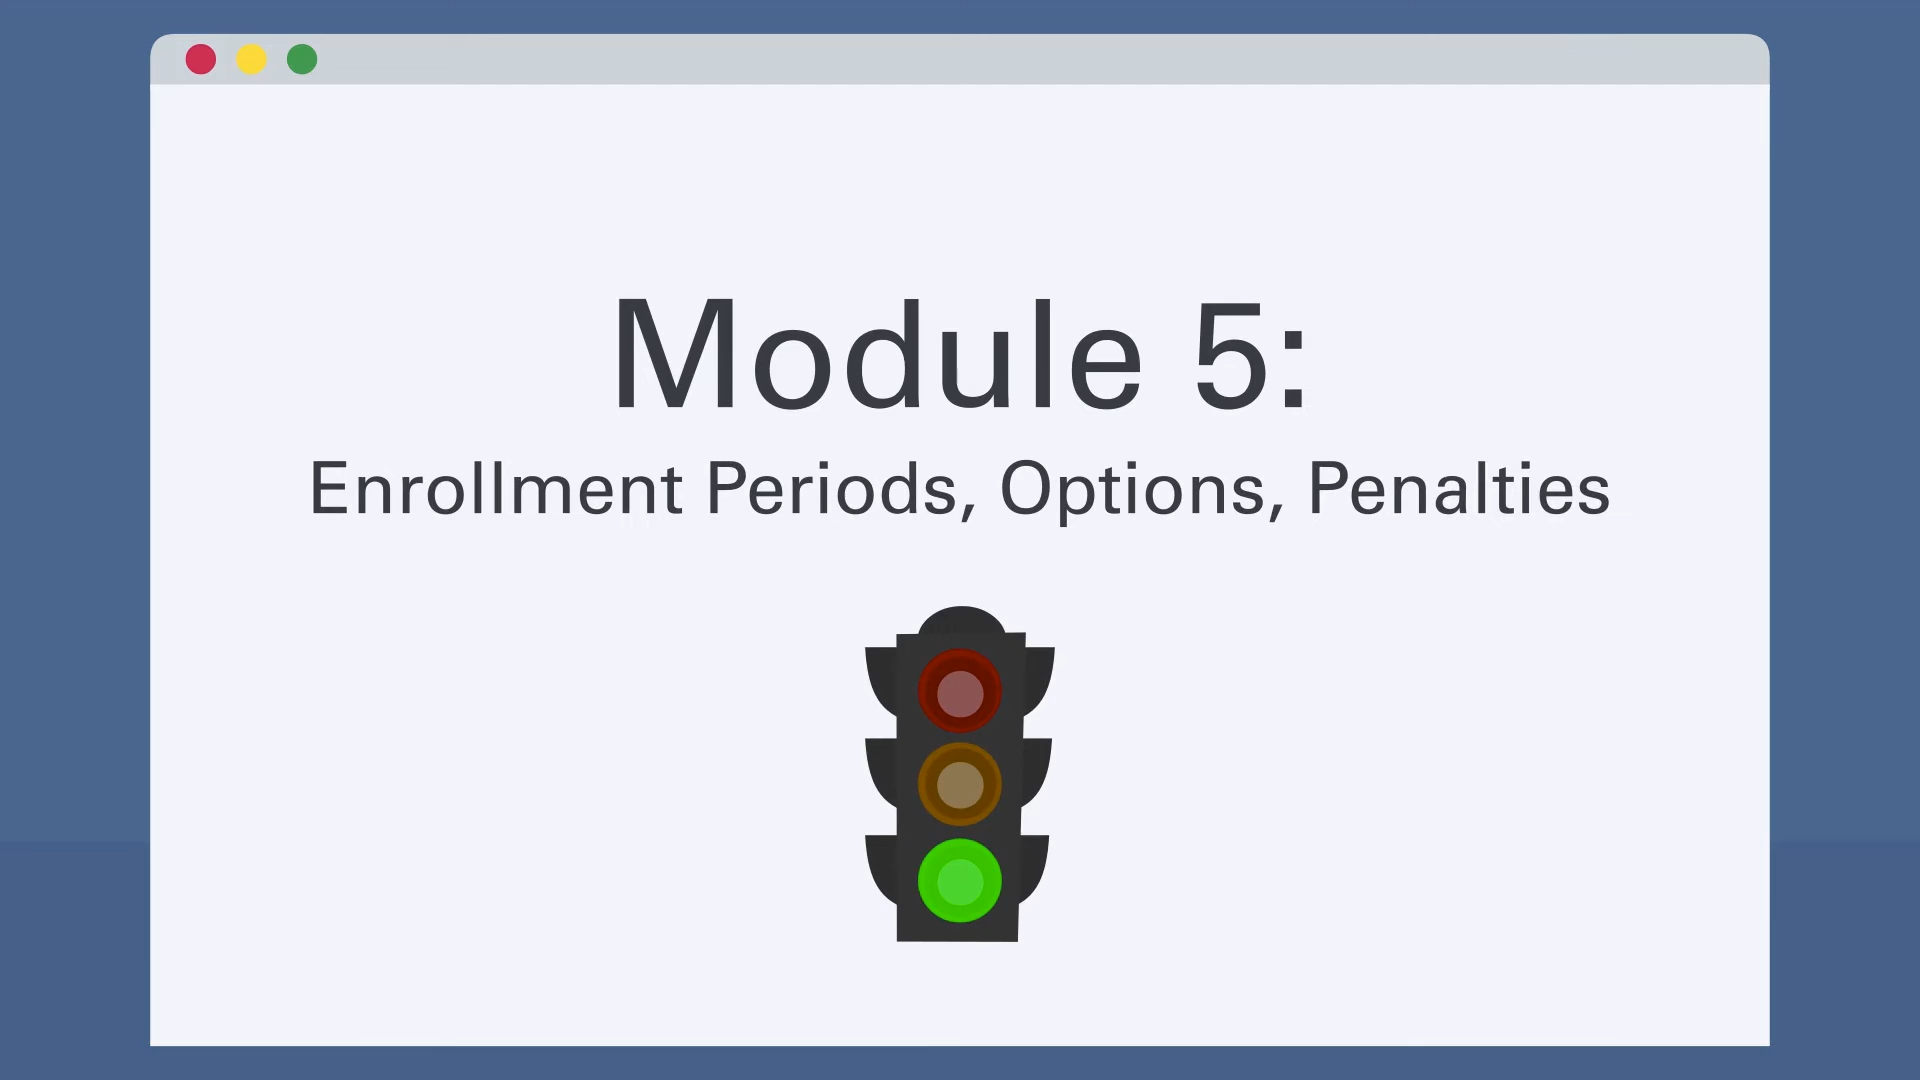 Module 5:
Enrollment Periods, Options, Penalties